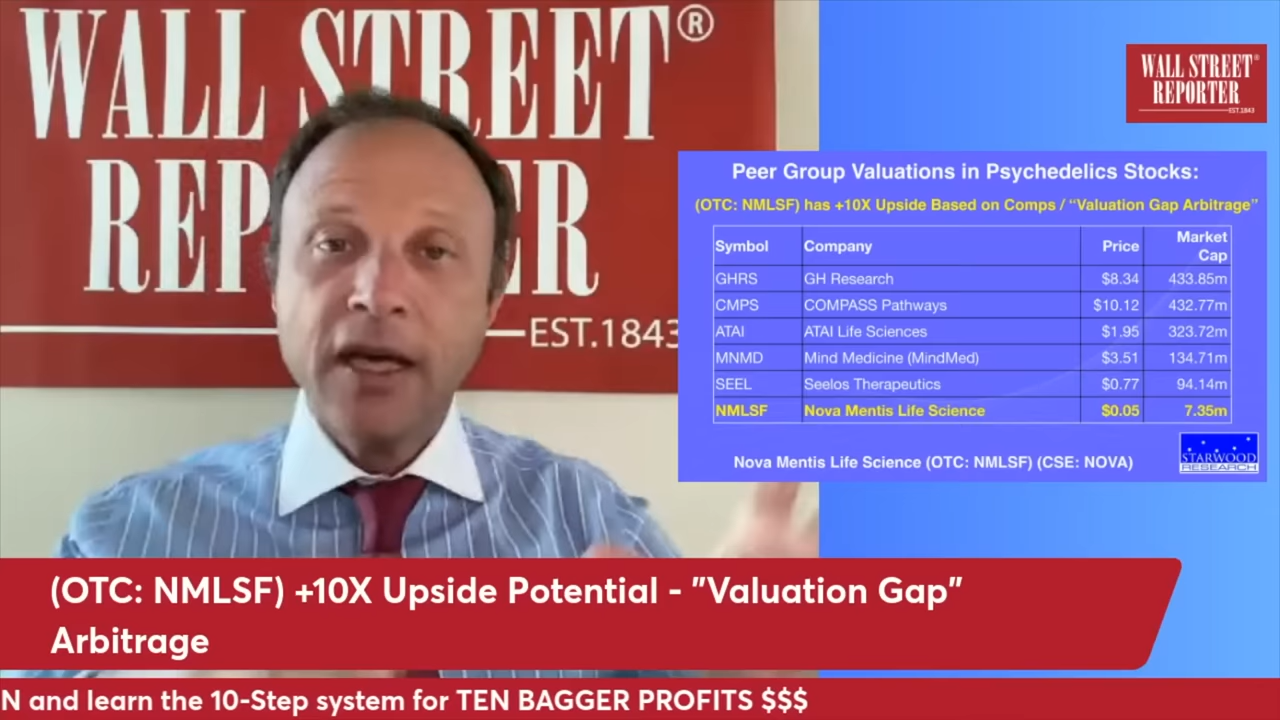 WALL STREET®
REP ER
EST.1843
WALL STREET®
REPORTER
EST.1843
Peer Group Valuations in Psychedelics Stocks:
(OTC: NMLSF) has +10X Upside Based on Comps / “Valuation Gap Arbitrage”
Symbol Company Price Market Cap
GHRS GH Research $8.34 433.85m
CMPS COMPASS Pathways $10.12 432.77m
ATAI ATAI Life Sciences $1.95 323.72m
MNMD Mind Medicine (MindMed) $3.51 134.71m
SEEL Seelos Therapeutics $0.77 94.14m
NMLSF Nova Mentis Life Science $0.05 7.35m
Nova Mentis Life Science (OTC: NMLSF) (CSE: NOVA)
STARWOOD
RESEARCH
(OTC: NMLSF) +10X Upside Potential - "Valuation Gap"
Arbitrage
N and learn the 10-Step system for TEN BAGGER PROFITS $$$